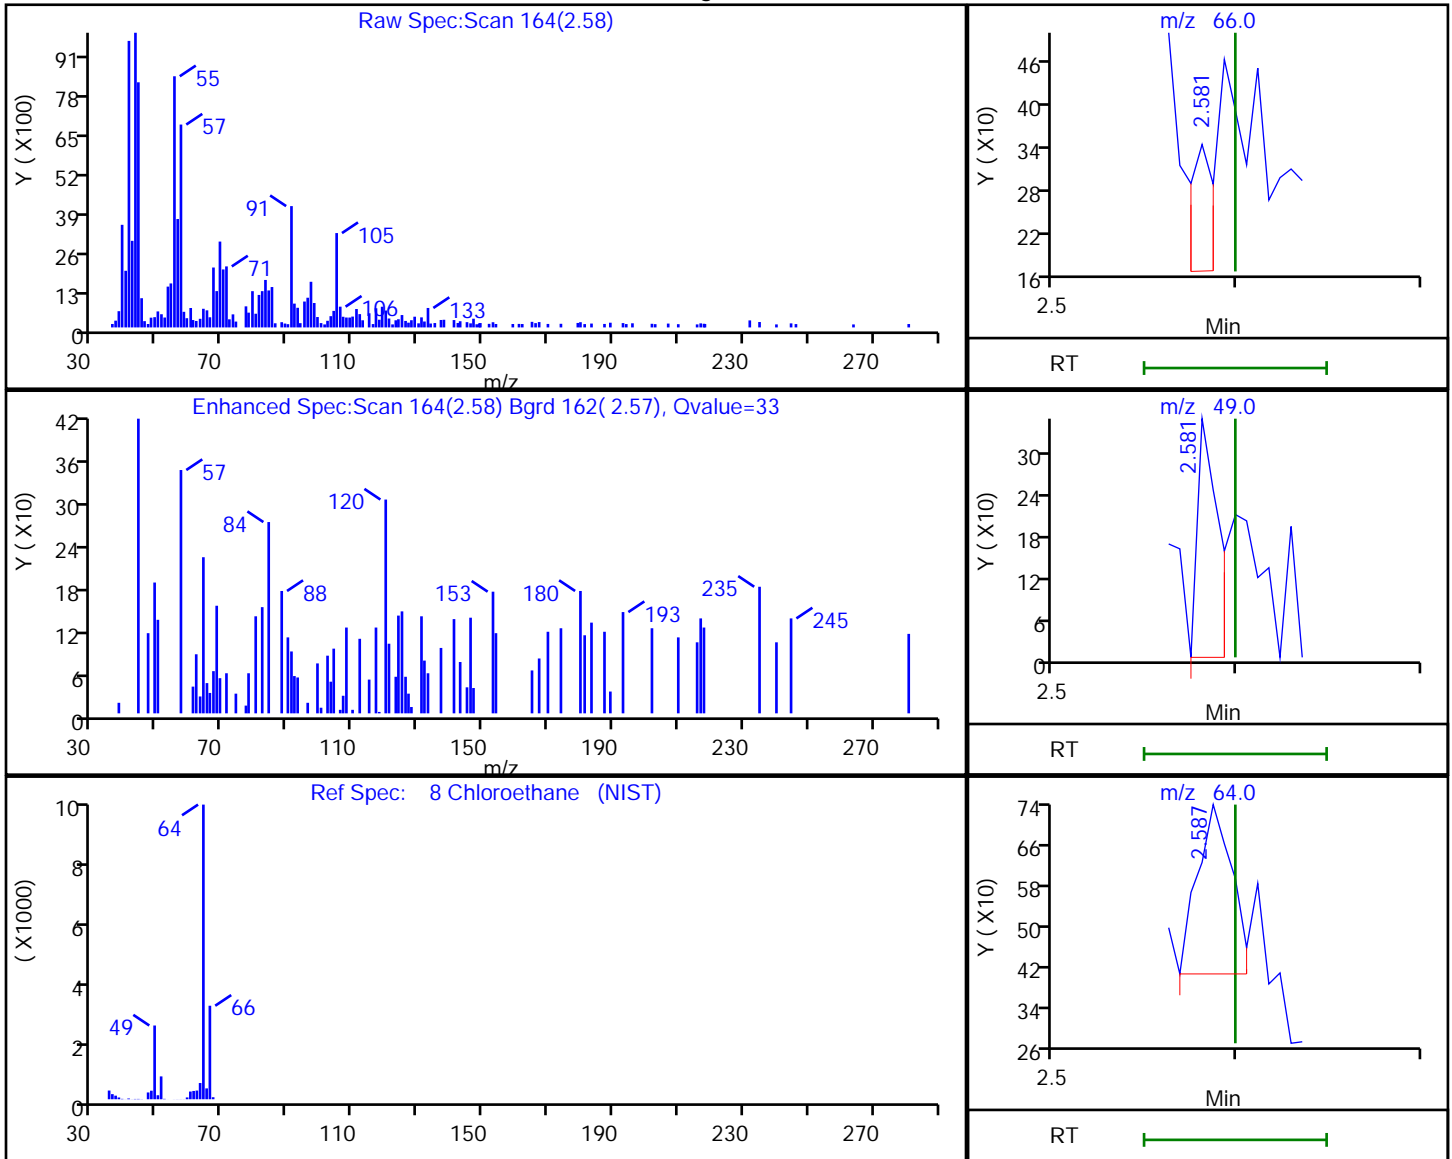 Raw Spec:Scan 164(2.58)
Y ( X100)
91
78
65
52
39
26
13
0
55
57
91
105
71
106
133
30 70 110 150 190 230 270
m/z
m/z 66.0
Y ( X10)
46
40
34
28
22
16
2.581
2.5
Min
RT
Enhanced Spec:Scan 164(2.58) Bgrd 162( 2.57), Qvalue=33
Y ( X10)
42
36
30
24
18
12
6
0
57
120
84
88
153
180
193
235
245
30 70 110 150 190 230 270
m/z
m/z 49.0
Y ( X10)
30
24
18
12
6
0
2.581
2.5
Min
RT
Ref Spec: 8 Chloroethane (NIST)
( X1000)
10
8
6
4
2
0
64
49
66
30 70 110 150 190 230 270
m/z 64.0
Y ( X10)
74
66
58
50
42
34
26
2.587
2.5
Min
RT